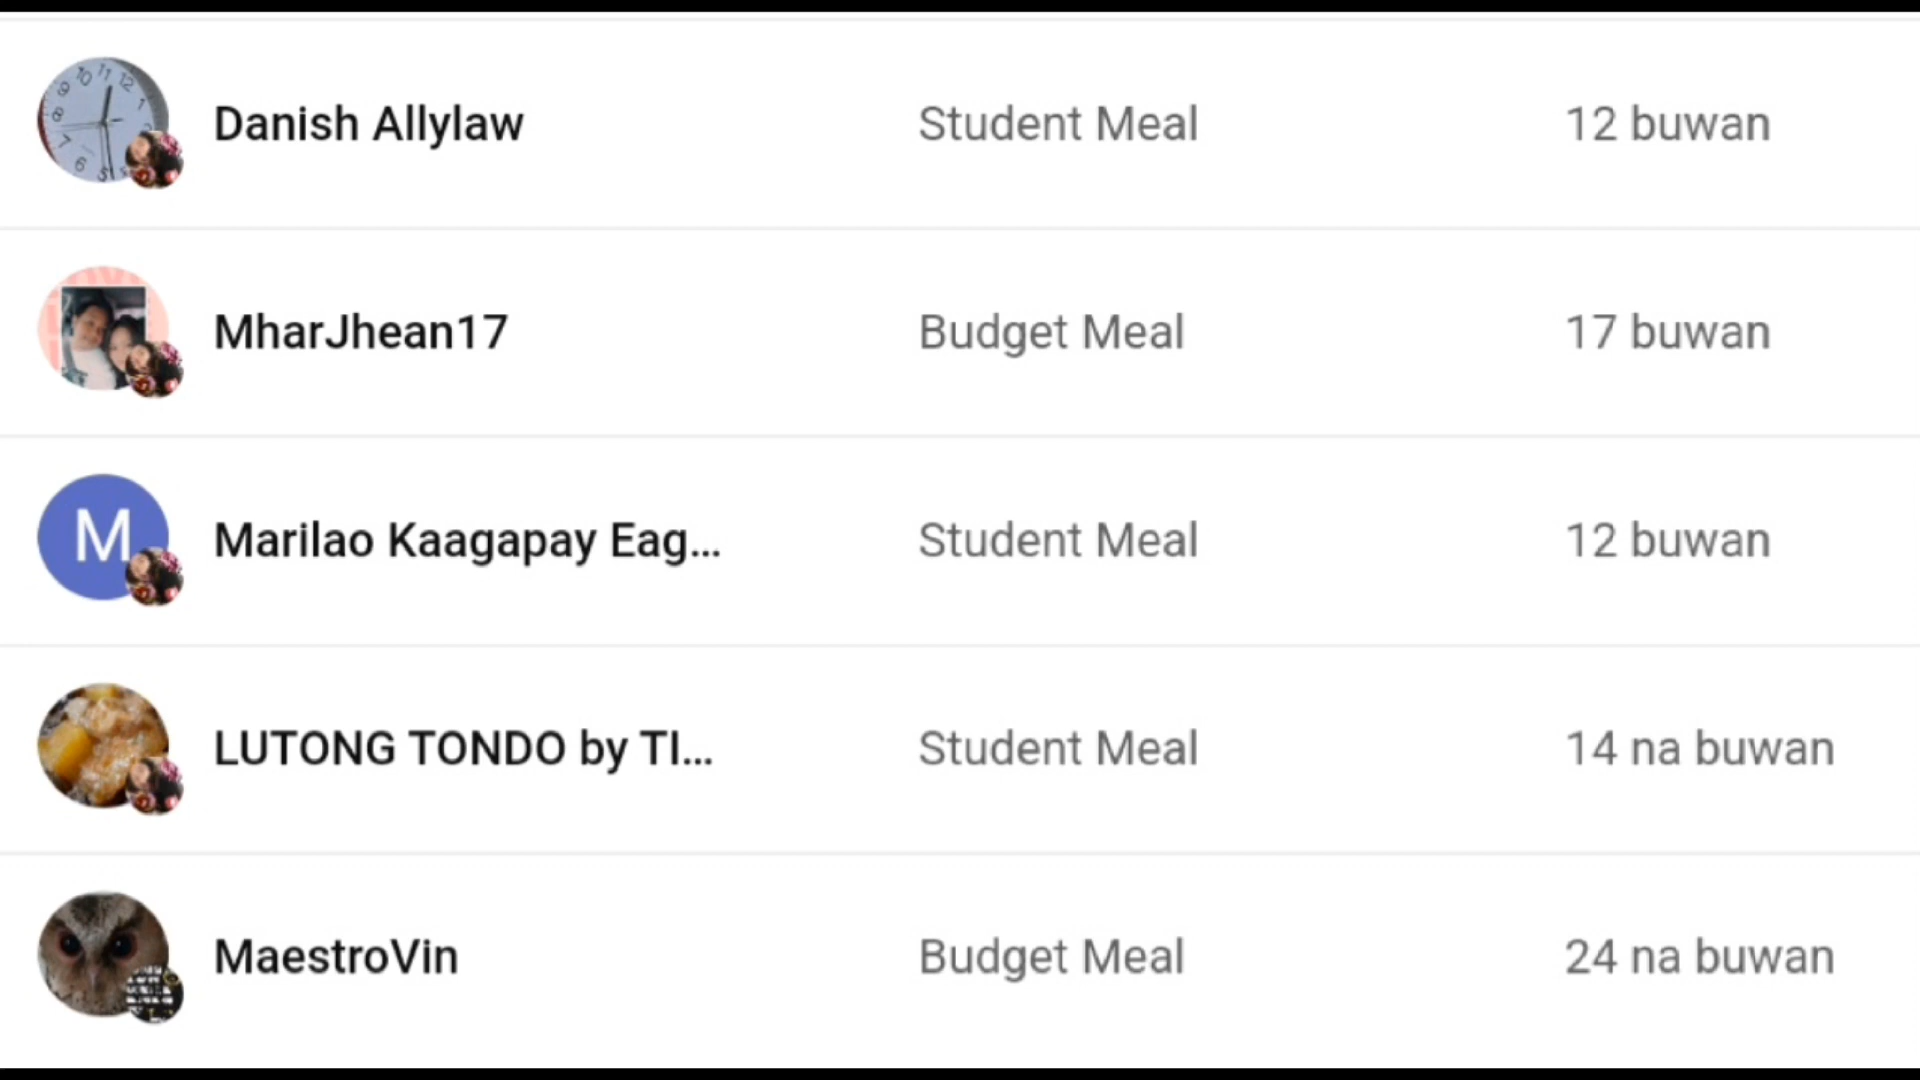 Danish Allylaw Student Meal 12 buwan
MharJhean17 Budget Meal 17 buwan
M
Marilao Kaagapay Eag... Student Meal 12 buwan
LUTONG TONDO by TI... Student Meal 14 na buwan
MaestroVin Budget Meal 24 na buwan